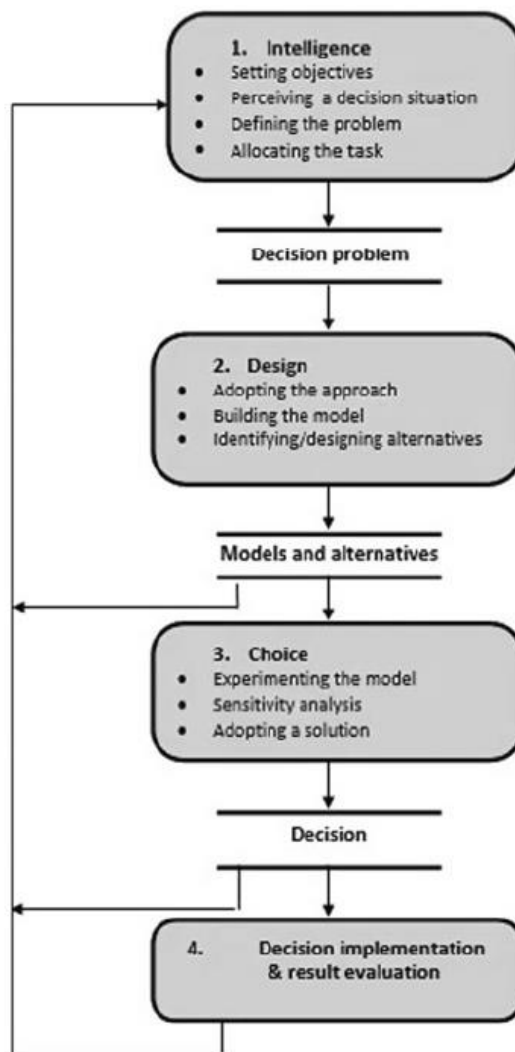 1. Intelligence
• Setting objectives
• Perceiving a decision situation
• Defining the problem
• Allocating the task
Decision problem
2. Design
• Adopting the approach
• Building the model
• Identifying/designing alternatives
Models and alternatives
3. Choice
• Experimenting the model
• Sensitivity analysis
• Adopting a solution
Decision
4. Decision implementation
& result evaluation